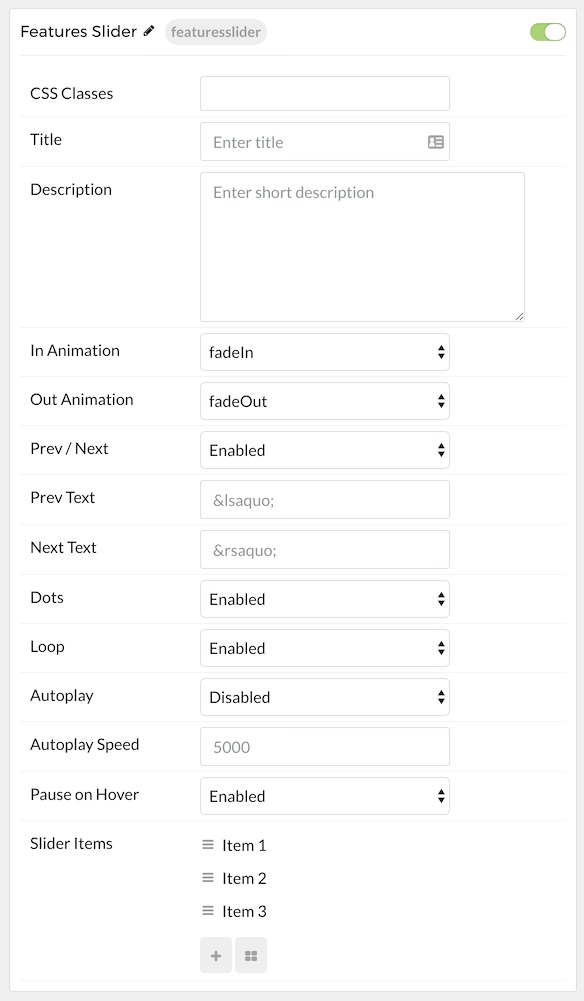 Features Slider featuresslider
CSS Classes
Title Enter title
Description Enter short description
In Animation fadeIn
Out Animation fadeOut
Prev / Next Enabled
Prev Text &lsaquo;
Next Text &rsaquo;
Dots Enabled
Loop Enabled
Autoplay Disabled
Autoplay Speed 5000
Pause on Hover Enabled
Slider Items Item 1
Item 2
Item 3